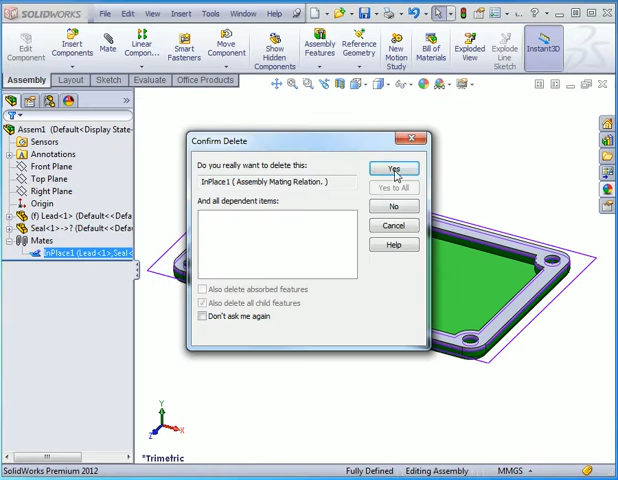 SOLIDWORKS File Edit View Insert Tools Window Help
Edit Component
Insert Components
Mate
Linear Compon...
Smart Fasteners
Move Component
Show Hidden Components
Assembly Features
Reference Geometry
New Motion Study
Bill of Materials
Exploded View
Explode Line Sketch
Instant3D
Assembly Layout Sketch Evaluate Office Products
Assem1 (Default<Display State-
Sensors
Annotations
Front Plane
Top Plane
Right Plane
Origin
(f) Lead<1> (Default<<Defa
Seal<1>->? (Default<<Defau
Mates
InPlace1 (Lead<1>,Seal<
Confirm Delete
Do you really want to delete this:
InPlace1 ( Assembly Mating Relation. )
And all dependent items:
Yes
Yes to All
No
Cancel
Help
Also delete absorbed features
Also delete all child features
Don't ask me again
Y
X
Z
*Trimetric
SolidWorks Premium 2012 Fully Defined Editing Assembly MMGS